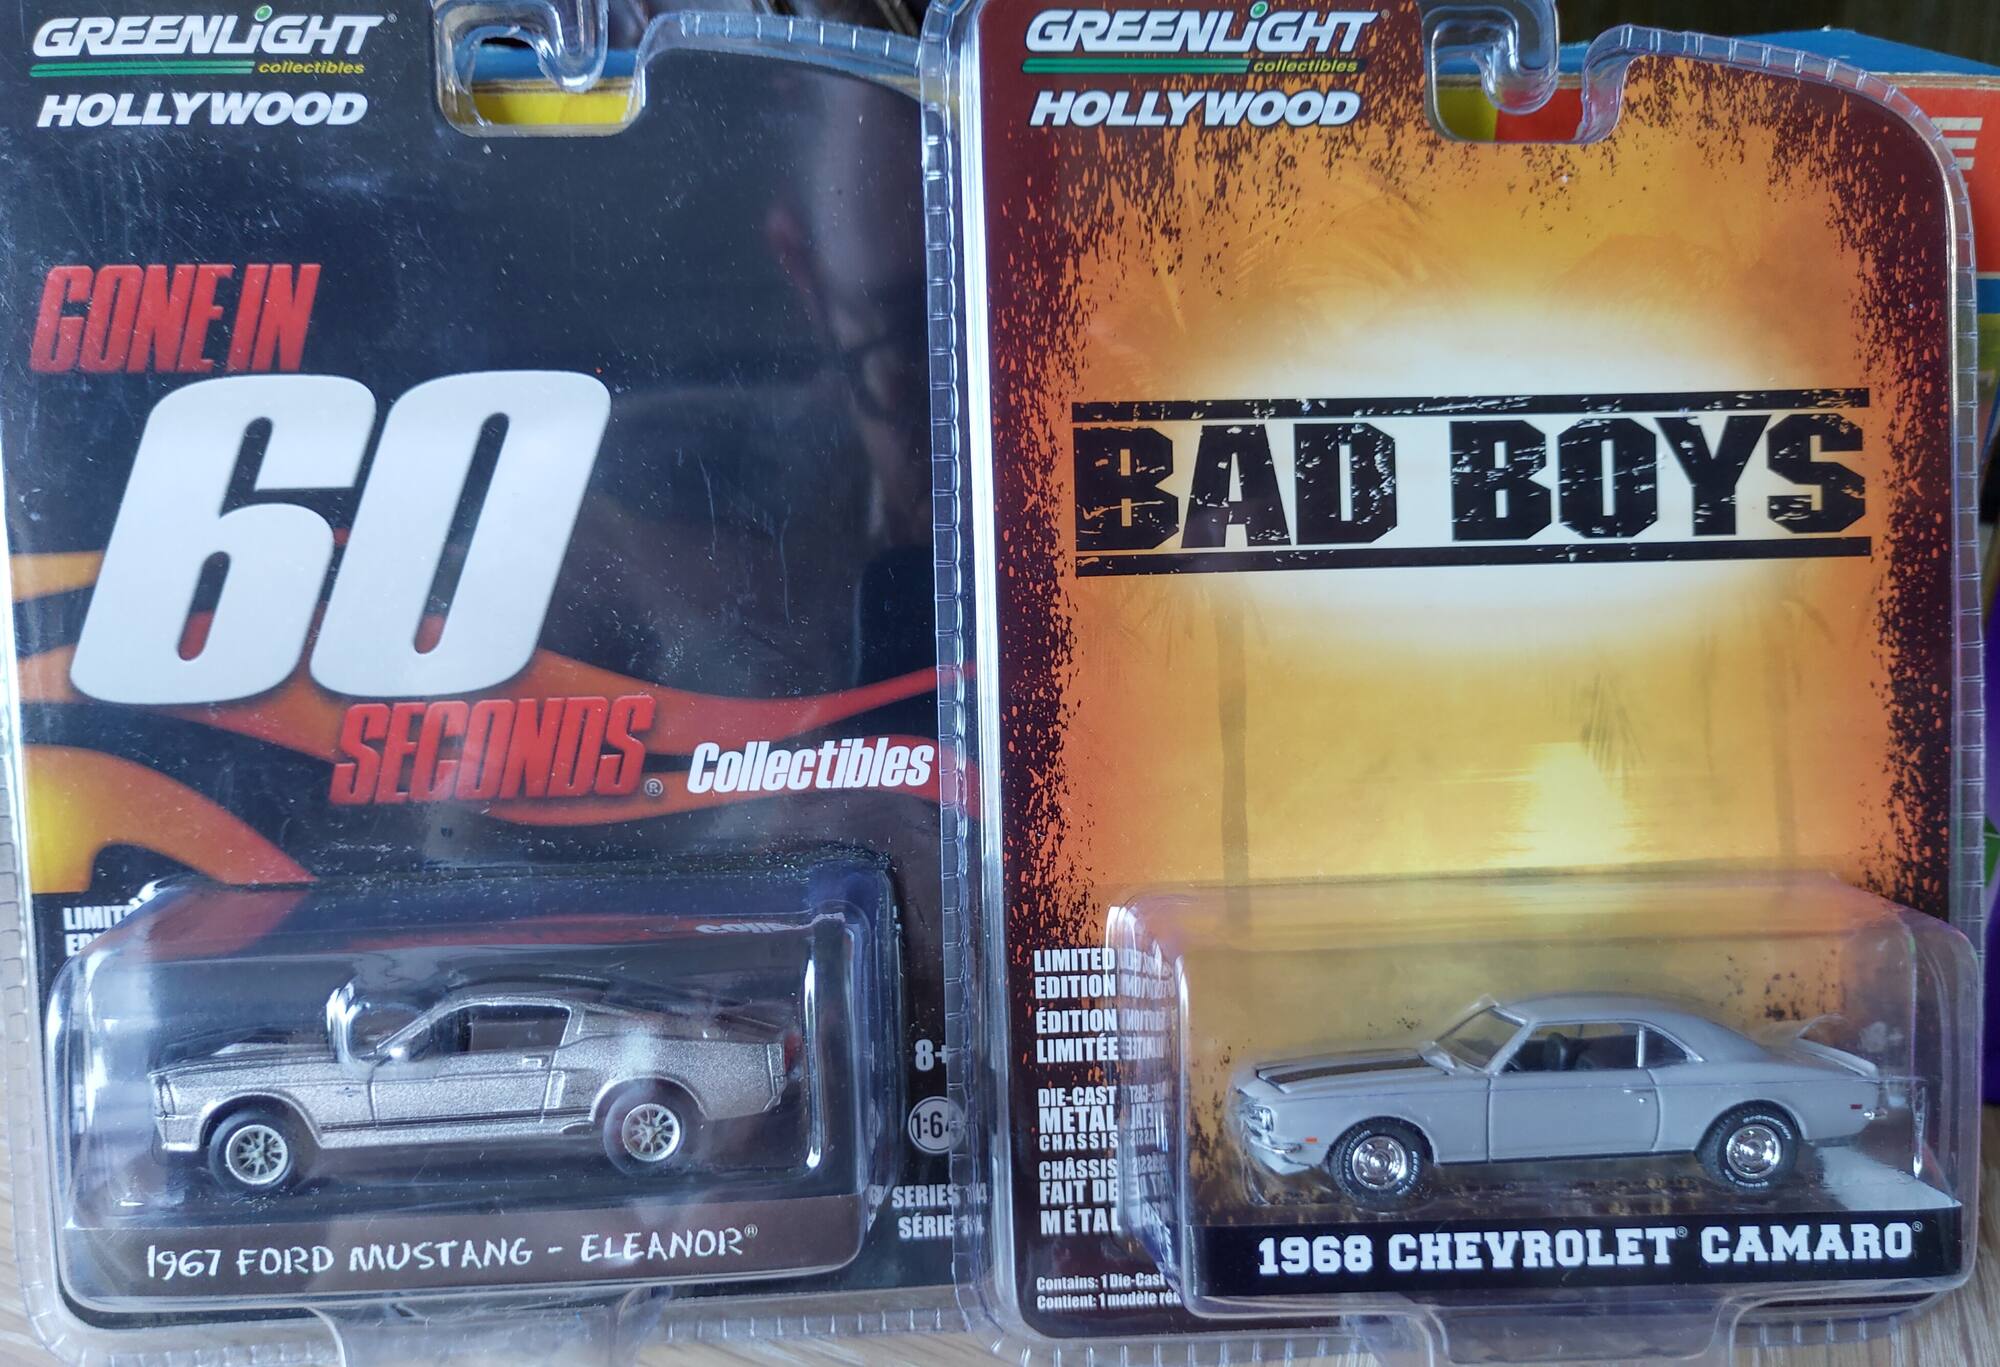 GREENLiGHT®
collectibles
HOLLYWOOD
GONE IN
60
SECONDS®
Collectibles
8+
SERIES
SÉRIE
1967 FORD MUSTANG - ELEANOR®
GREENLiGHT®
collectibles
HOLLYWOOD
BAD BOYS
LIMITED
EDITION
ÉDITION
LIMITÉE
DIE-CAST
METAL
CHASSIS
CHÂSSIS
FAIT DE
MÉTAL
Contains: 1 Die-Cast
Contient: 1 modèle
1968 CHEVROLET® CAMARO®